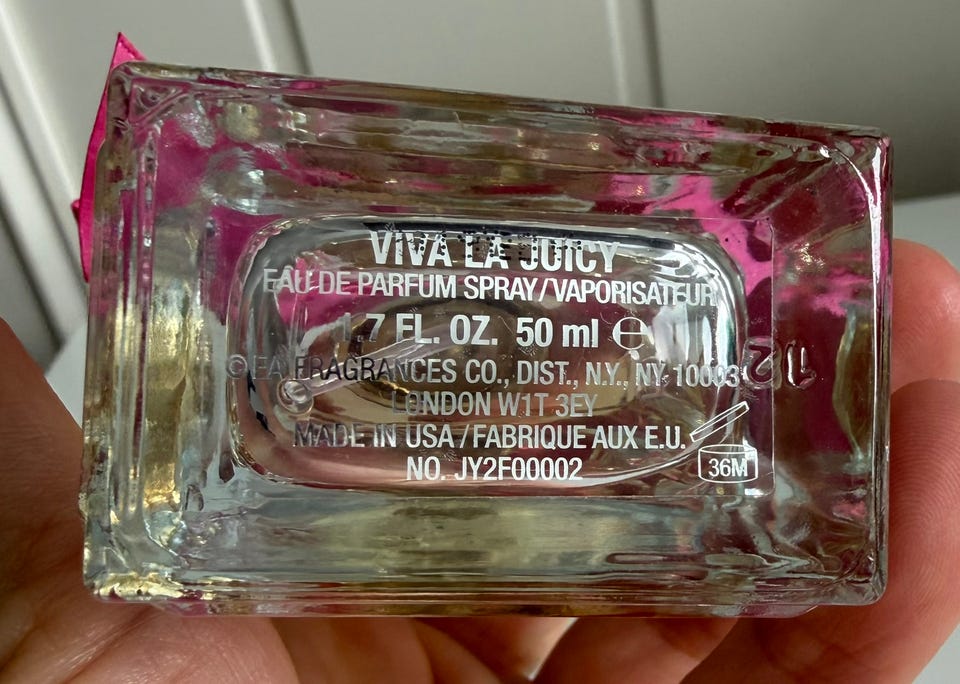 VIVA LA JUICY
EAU DE PARFUM SPRAY/VAPORISATEUR
1.7 FL. OZ. 50 ml ℮
©EA FRAGRANCES CO., DIST., N.Y., NY 10003
LONDON W1T 3EY
MADE IN USA/FABRIQUE AUX E.U.
NO. JY2F00002
36M